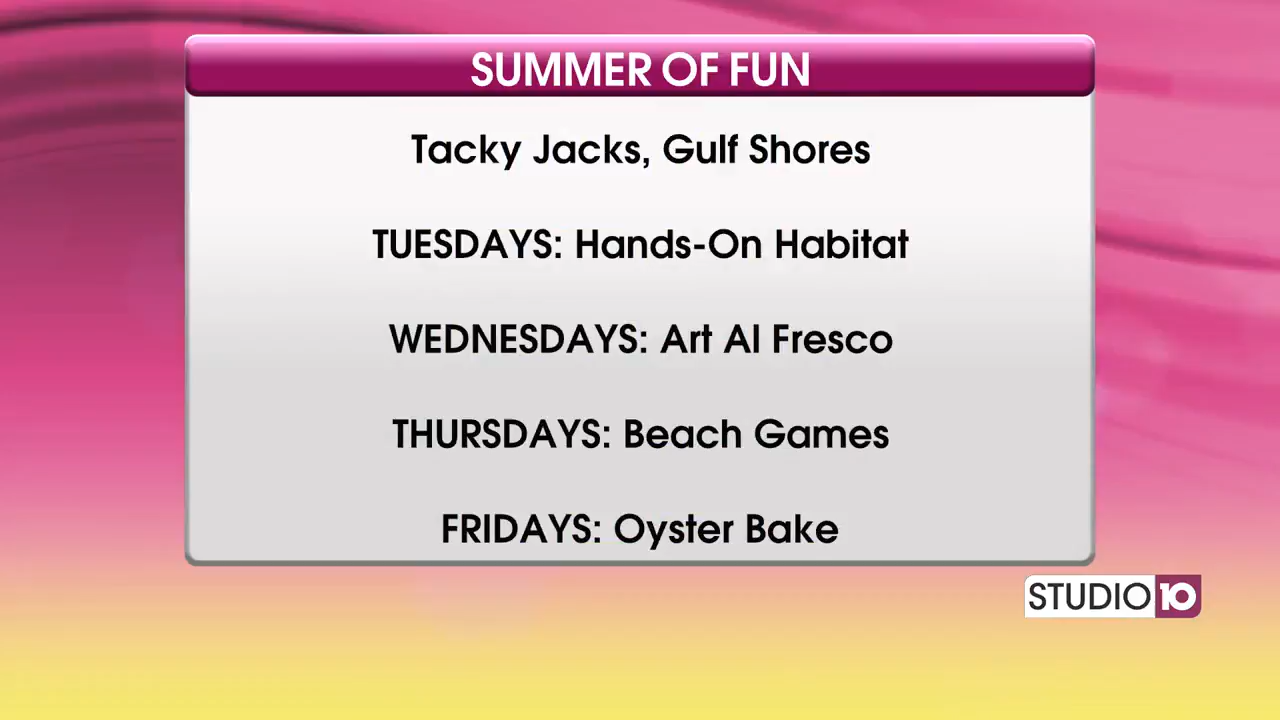 SUMMER OF FUN
Tacky Jacks, Gulf Shores
TUESDAYS: Hands-On Habitat
WEDNESDAYS: Art Al Fresco
THURSDAYS: Beach Games
FRIDAYS: Oyster Bake
STUDIO 10